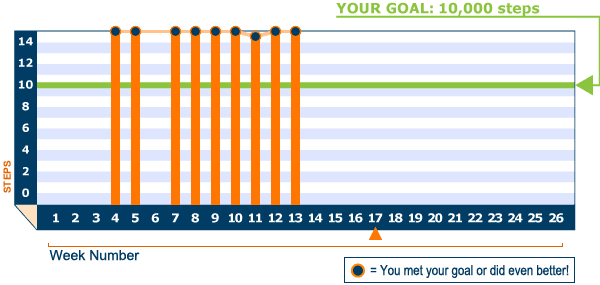 YOUR GOAL: 10,000 steps
14
12
10
8
6
4
2
0
STEPS
1 2 3 4 5 6 7 8 9 10 11 12 13 14 15 16 17 18 19 20 21 22 23 24 25 26
Week Number
= You met your goal or did even better!